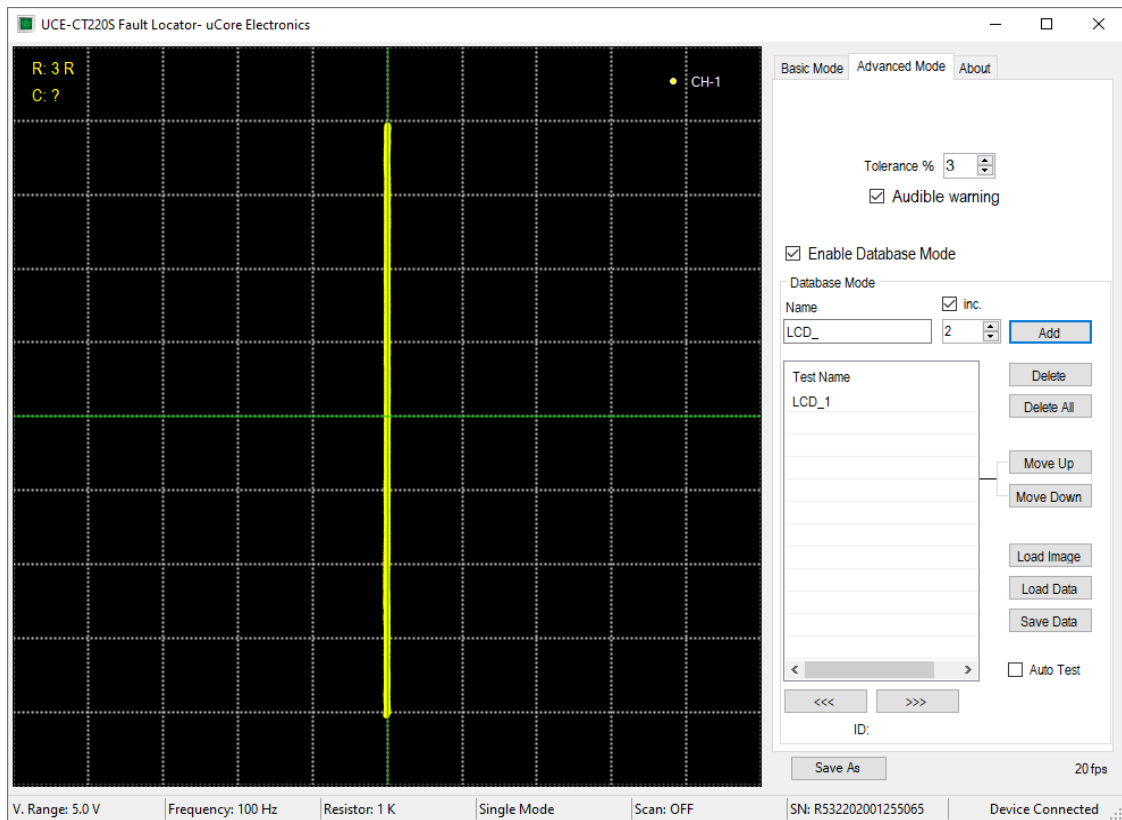 UCE-CT220S Fault Locator- uCore Electronics
R: 3 R
C: ?
CH-1
Basic Mode
Advanced Mode
About
Tolerance %
3
Audible warning
Enable Database Mode
Database Mode
Name
inc.
LCD_
2
Add
Test Name
LCD_1
Delete
Delete All
Move Up
Move Down
Load Image
Load Data
Save Data
Auto Test
<<<
>>>
ID:
Save As
20 fps
V. Range: 5.0 V
Frequency: 100 Hz
Resistor: 1 K
Single Mode
Scan: OFF
SN: R532202001255065
Device Connected